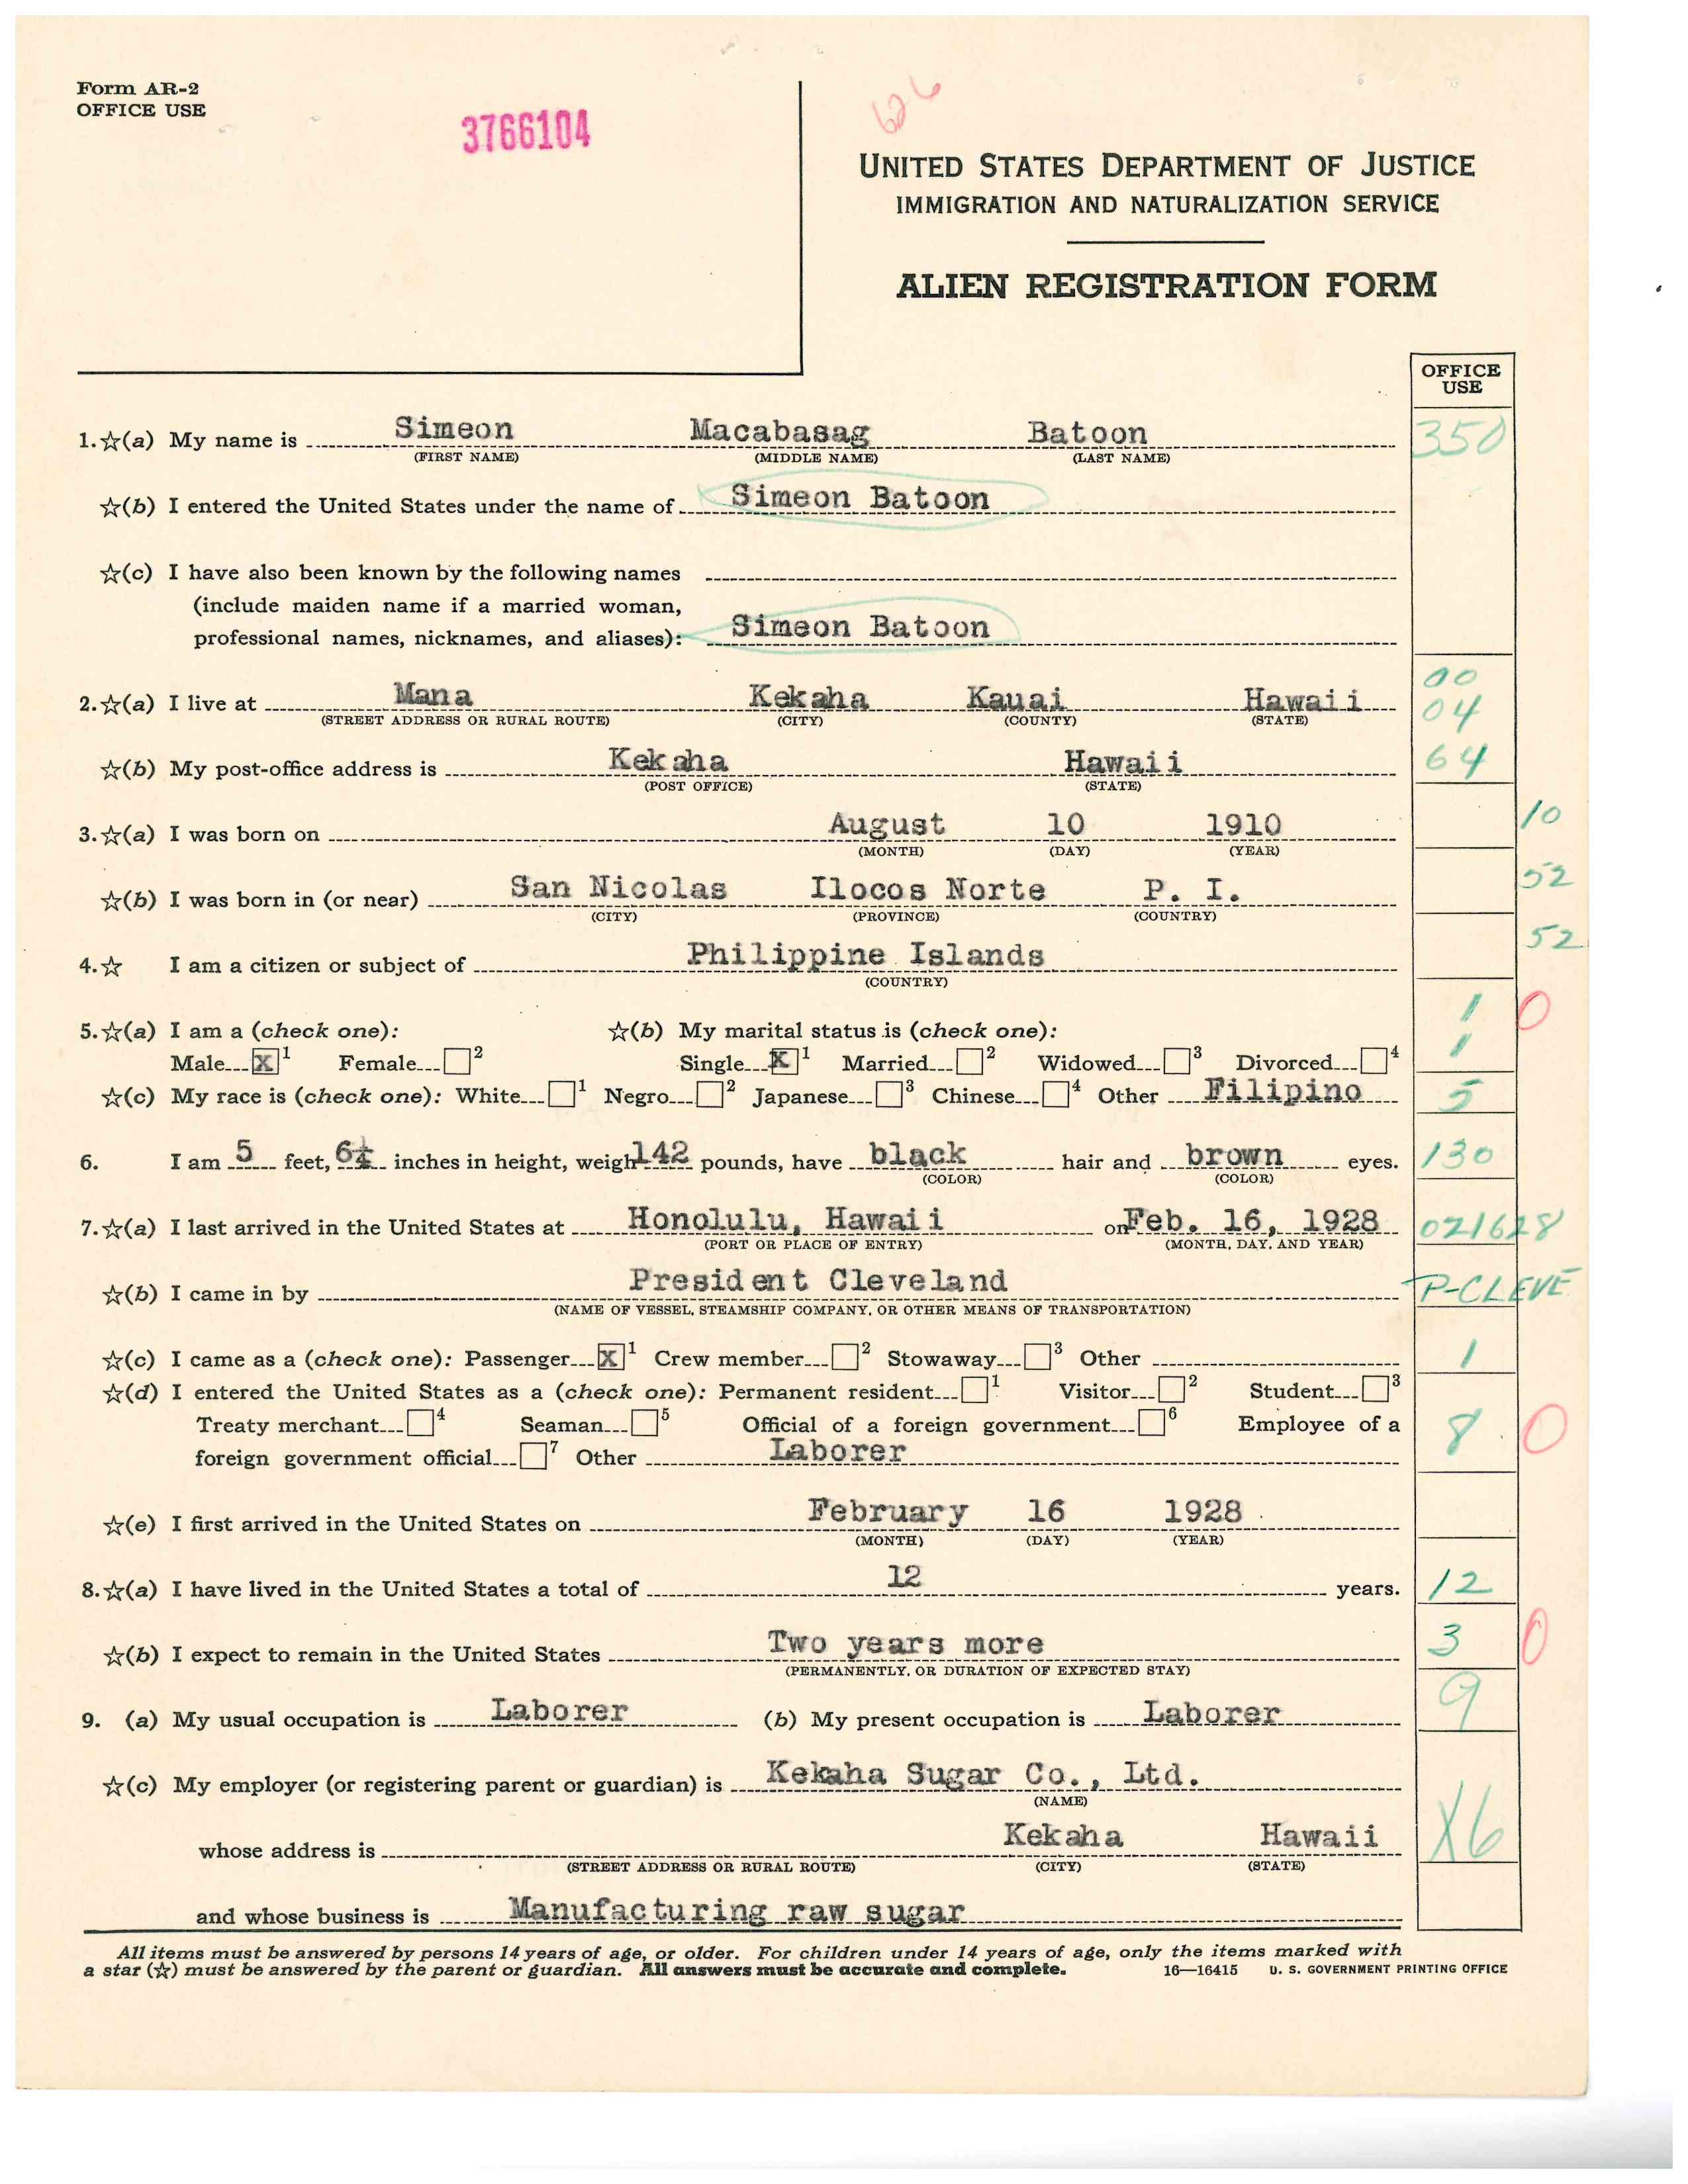 Form AR-2
OFFICE USE
3766104
626
UNITED STATES DEPARTMENT OF JUSTICE
IMMIGRATION AND NATURALIZATION SERVICE
ALIEN REGISTRATION FORM
OFFICE USE
1.☆(a) My name is Simeon Macabasag Batoon 350
(FIRST NAME) (MIDDLE NAME) (LAST NAME)
☆(b) I entered the United States under the name of Simeon Batoon
☆(c) I have also been known by the following names
(include maiden name if a married woman,
professional names, nicknames, and aliases): Simeon Batoon
00
2.☆(a) I live at Mana Kekaha Kauai Hawaii 04
(STREET ADDRESS OR RURAL ROUTE) (CITY) (COUNTY) (STATE)
☆(b) My post-office address is Kekaha Hawaii 64
(POST OFFICE) (STATE)
3.☆(a) I was born on August 10 1910 10
(MONTH) (DAY) (YEAR)
☆(b) I was born in (or near) San Nicolas Ilocos Norte P. I. 52
(CITY) (PROVINCE) (COUNTRY)
4.☆ I am a citizen or subject of Philippine Islands 52
(COUNTRY)
5.☆(a) I am a (check one): ☆(b) My marital status is (check one): 1 0
Male X 1 Female 2 Single X 1 Married 2 Widowed 3 Divorced 4 1
☆(c) My race is (check one): White 1 Negro 2 Japanese 3 Chinese 4 Other Filipino 5
6. I am 5 feet, 6¼ inches in height, weigh 142 pounds, have black hair and brown eyes. 130
(COLOR) (COLOR)
7.☆(a) I last arrived in the United States at Honolulu, Hawaii on Feb. 16, 1928 021628
(PORT OR PLACE OF ENTRY) (MONTH, DAY, AND YEAR)
☆(b) I came in by President Cleveland P-CLEVE
(NAME OF VESSEL, STEAMSHIP COMPANY, OR OTHER MEANS OF TRANSPORTATION)
☆(c) I came as a (check one): Passenger X 1 Crew member 2 Stowaway 3 Other 1
☆(d) I entered the United States as a (check one): Permanent resident 1 Visitor 2 Student 3
Treaty merchant 4 Seaman 5 Official of a foreign government 6 Employee of a 8 0
foreign government official 7 Other Laborer
☆(e) I first arrived in the United States on February 16 1928
(MONTH) (DAY) (YEAR)
8.☆(a) I have lived in the United States a total of 12 years. 12
☆(b) I expect to remain in the United States Two years more 3 0
(PERMANENTLY, OR DURATION OF EXPECTED STAY)
9. (a) My usual occupation is Laborer (b) My present occupation is Laborer 9
☆(c) My employer (or registering parent or guardian) is Kekaha Sugar Co., Ltd.
(NAME)
whose address is Kekaha Hawaii X6
(STREET ADDRESS OR RURAL ROUTE) (CITY) (STATE)
and whose business is Manufacturing raw sugar
All items must be answered by persons 14 years of age, or older. For children under 14 years of age, only the items marked with
a star (☆) must be answered by the parent or guardian. All answers must be accurate and complete. 16—16415 U. S. GOVERNMENT PRINTING OFFICE